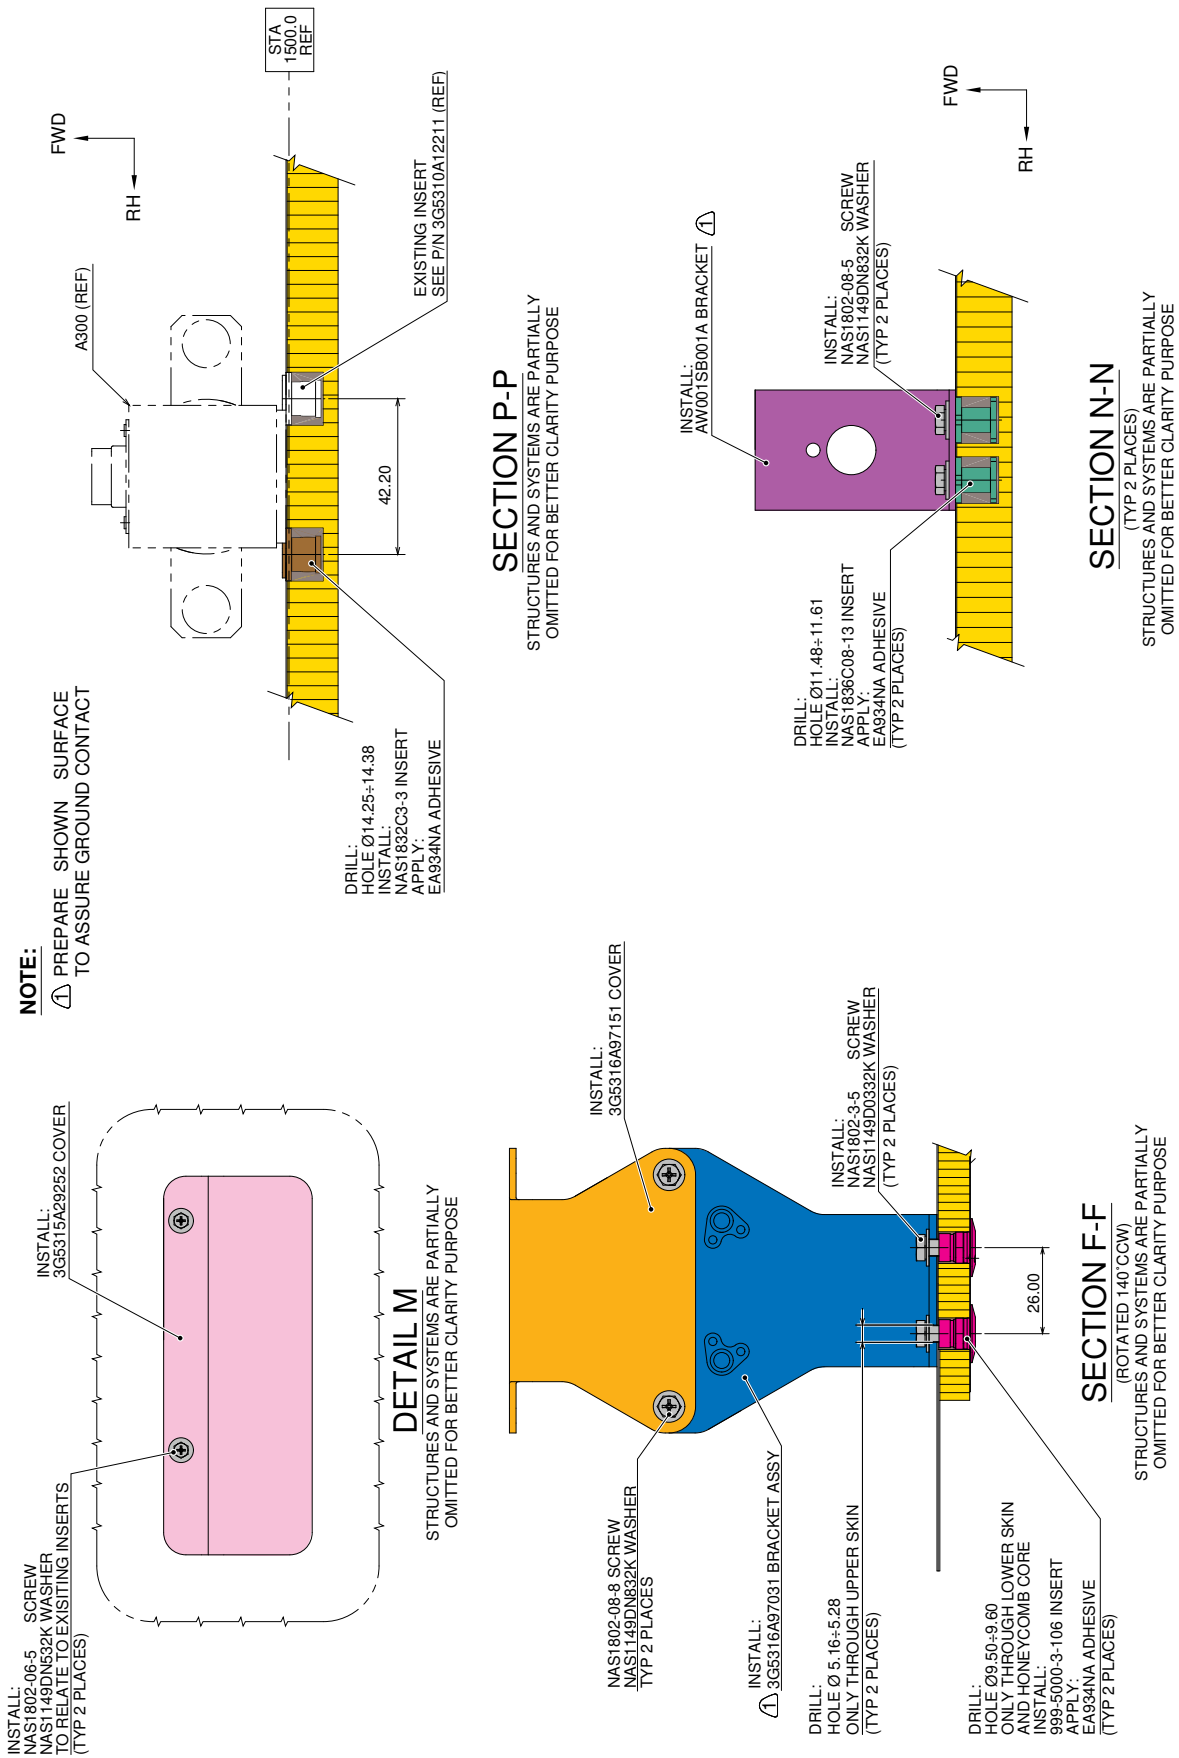 INSTALL:
NAS1802-06-5 SCREW
NAS1149DN532K WASHER
TO RELATE TO EXISITING INSERTS
(TYP 2 PLACES)
INSTALL:
3G5315A29252 COVER
DETAIL M
STRUCTURES AND SYSTEMS ARE PARTIALLY
OMITTED FOR BETTER CLARITY PURPOSE
NOTE:
1 PREPARE SHOWN SURFACE
TO ASSURE GROUND CONTACT
DRILL:
HOLE Ø14.25÷14.38
INSTALL:
NAS1832C3-3 INSERT
APPLY:
EA934NA ADHESIVE
A300 (REF)
FWD
RH
STA
1500.0
REF
EXISTING INSERT
SEE P/N 3G5310A12211 (REF)
42.20
SECTION P-P
STRUCTURES AND SYSTEMS ARE PARTIALLY
OMITTED FOR BETTER CLARITY PURPOSE
NAS1802-08-8 SCREW
NAS1149DN832K WASHER
TYP 2 PLACES
INSTALL:
1 3G5316A97031 BRACKET ASSY
DRILL:
HOLE Ø 5.16÷5.28
ONLY THROUGH UPPER SKIN
(TYP 2 PLACES)
DRILL:
HOLE Ø9.50÷9.60
ONLY THROUGH LOWER SKIN
AND HONEYCOMB CORE
INSTALL:
999-5000-3-106 INSERT
APPLY:
EA934NA ADHESIVE
(TYP 2 PLACES)
INSTALL:
3G5316A97151 COVER
INSTALL:
NAS1802-3-5 SCREW
NAS1149D0332K WASHER
(TYP 2 PLACES)
26.00
SECTION F-F
(ROTATED 140°CCW)
STRUCTURES AND SYSTEMS ARE PARTIALLY
OMITTED FOR BETTER CLARITY PURPOSE
DRILL:
HOLE Ø11.48÷11.61
INSTALL:
NAS1836C08-13 INSERT
APPLY:
EA934NA ADHESIVE
(TYP 2 PLACES)
INSTALL:
AW001SB001A BRACKET 1
INSTALL:
NAS1802-08-5 SCREW
NAS1149DN832K WASHER
(TYP 2 PLACES)
FWD
RH
SECTION N-N
(TYP 2 PLACES)
STRUCTURES AND SYSTEMS ARE PARTIALLY
OMITTED FOR BETTER CLARITY PURPOSE